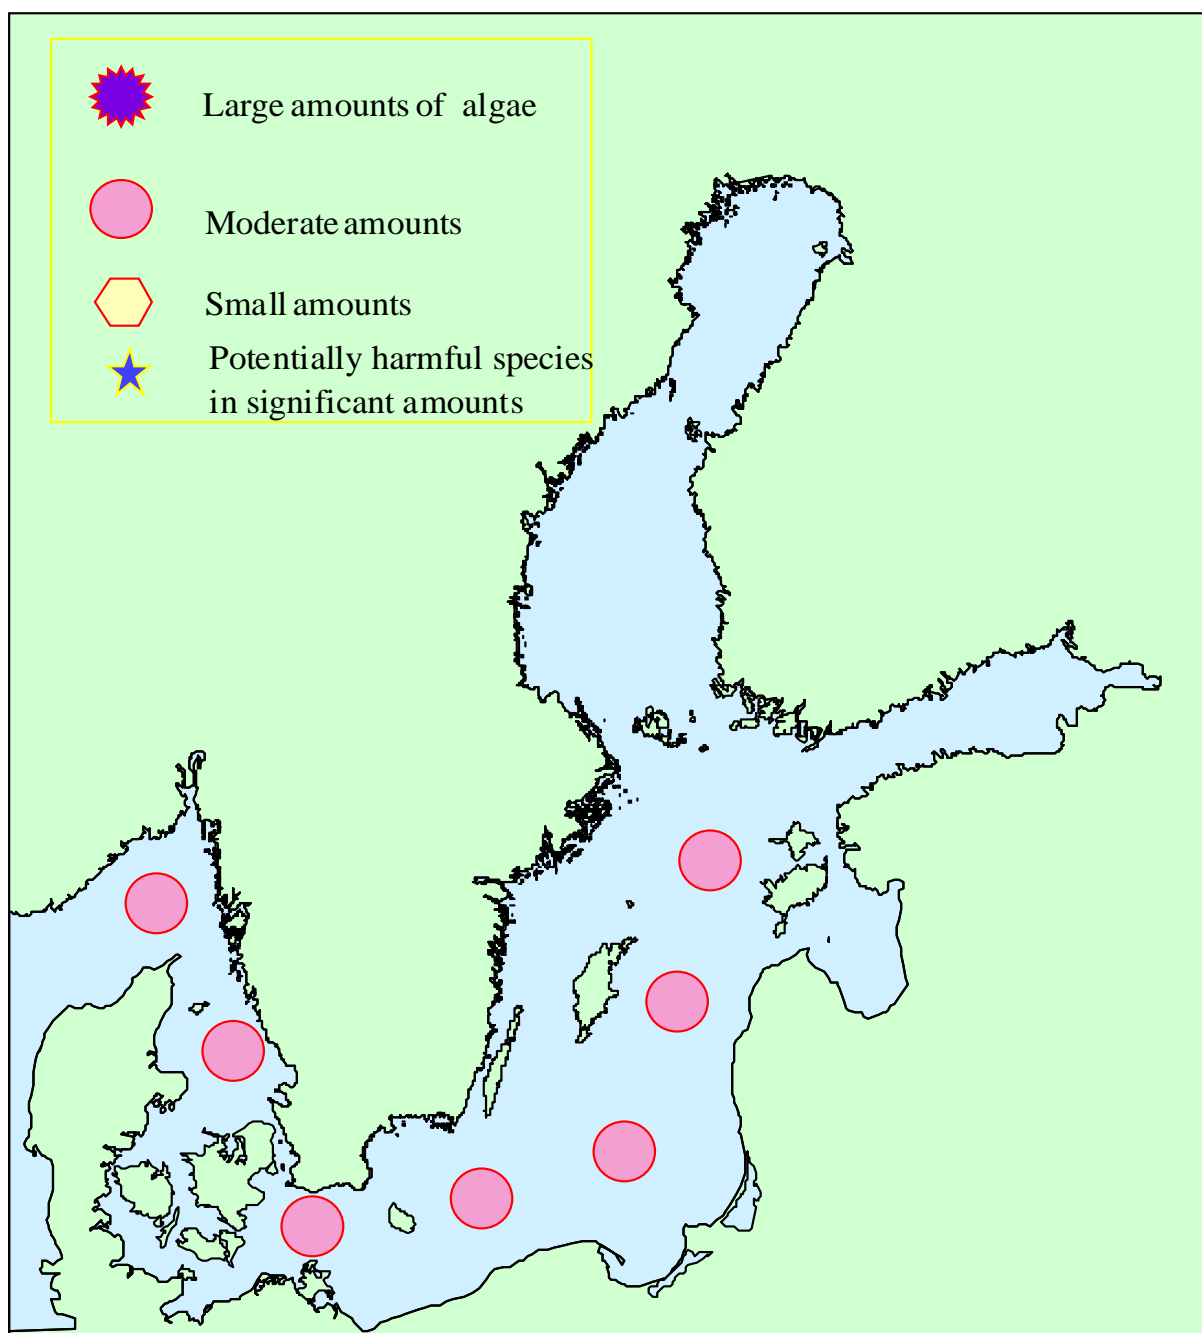 Large amounts of algae
Moderate amounts
Small amounts
Potentially harmful species
in significant amounts